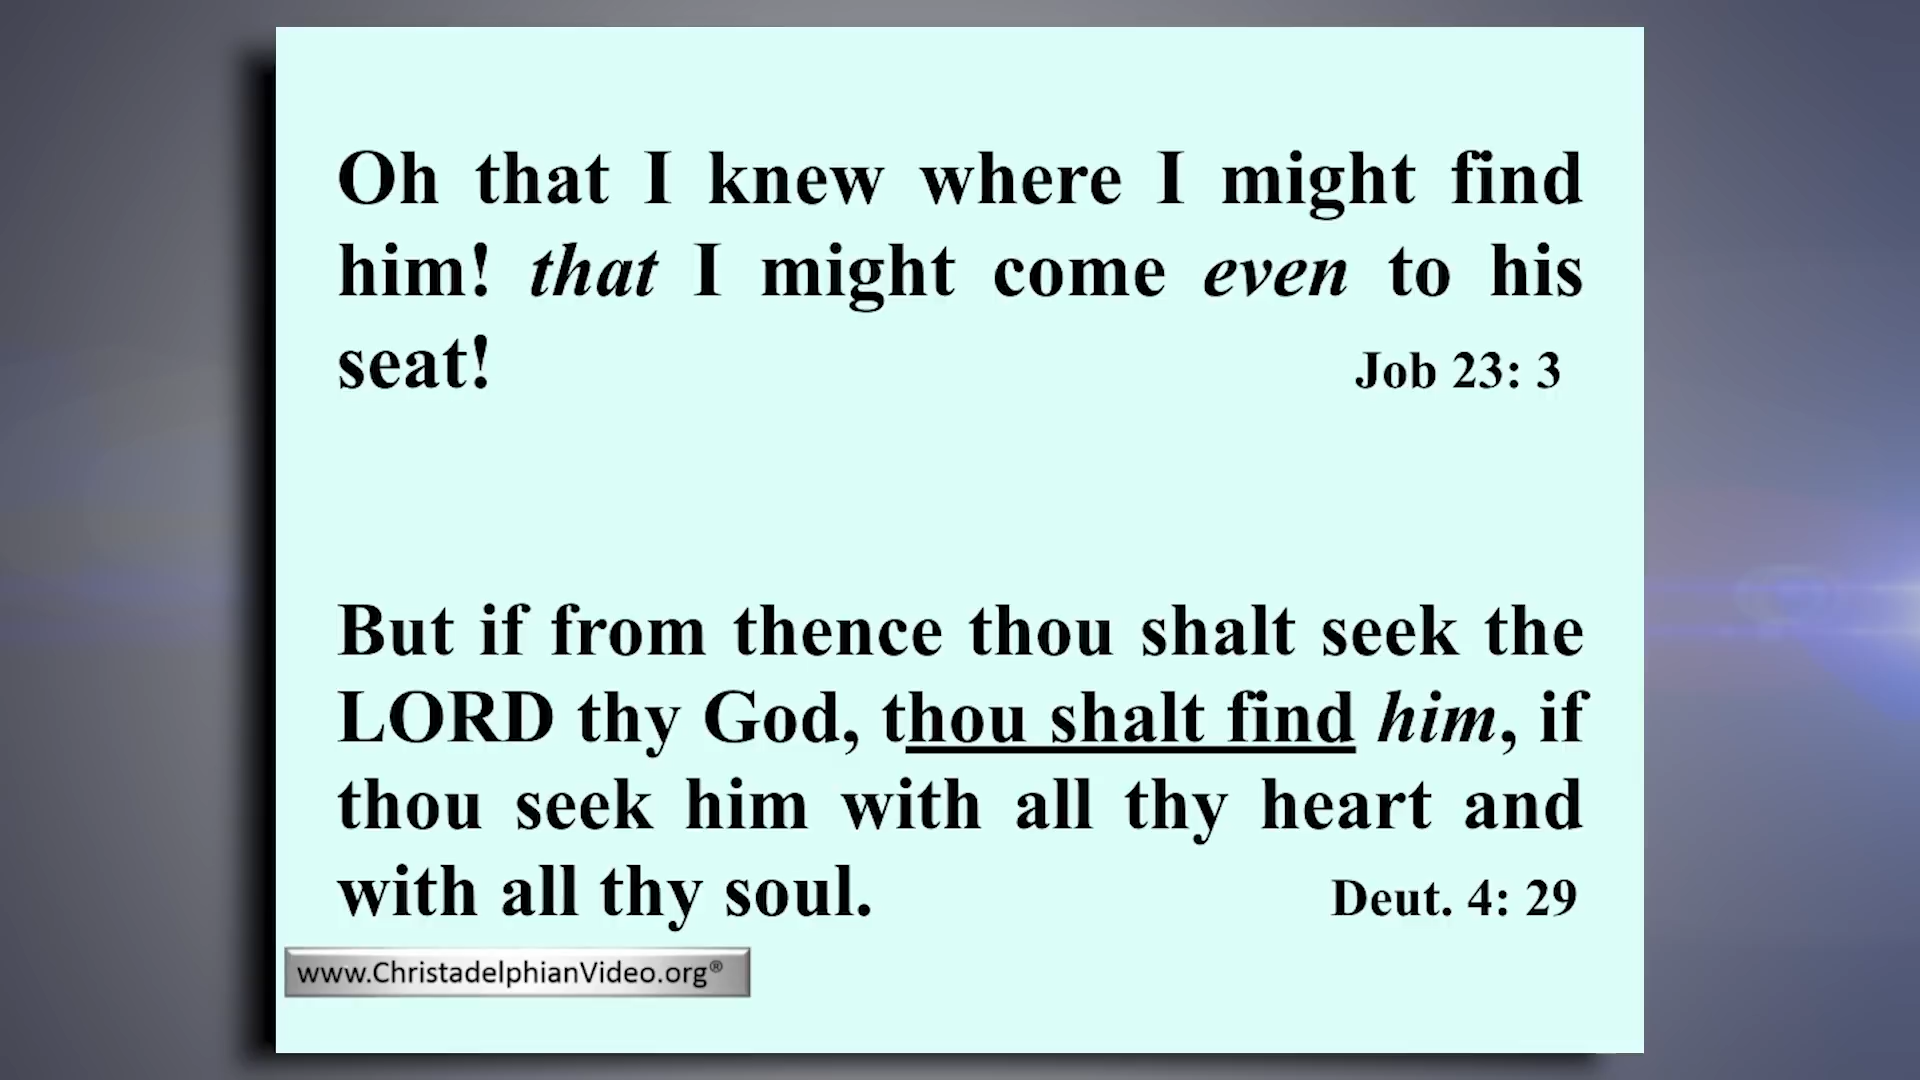 Oh that I knew where I might find
him! that I might come even to his
seat! Job 23: 3
But if from thence thou shalt seek the
LORD thy God, thou shalt find him, if
thou seek him with all thy heart and
with all thy soul. Deut. 4: 29
www.ChristadelphianVideo.org®